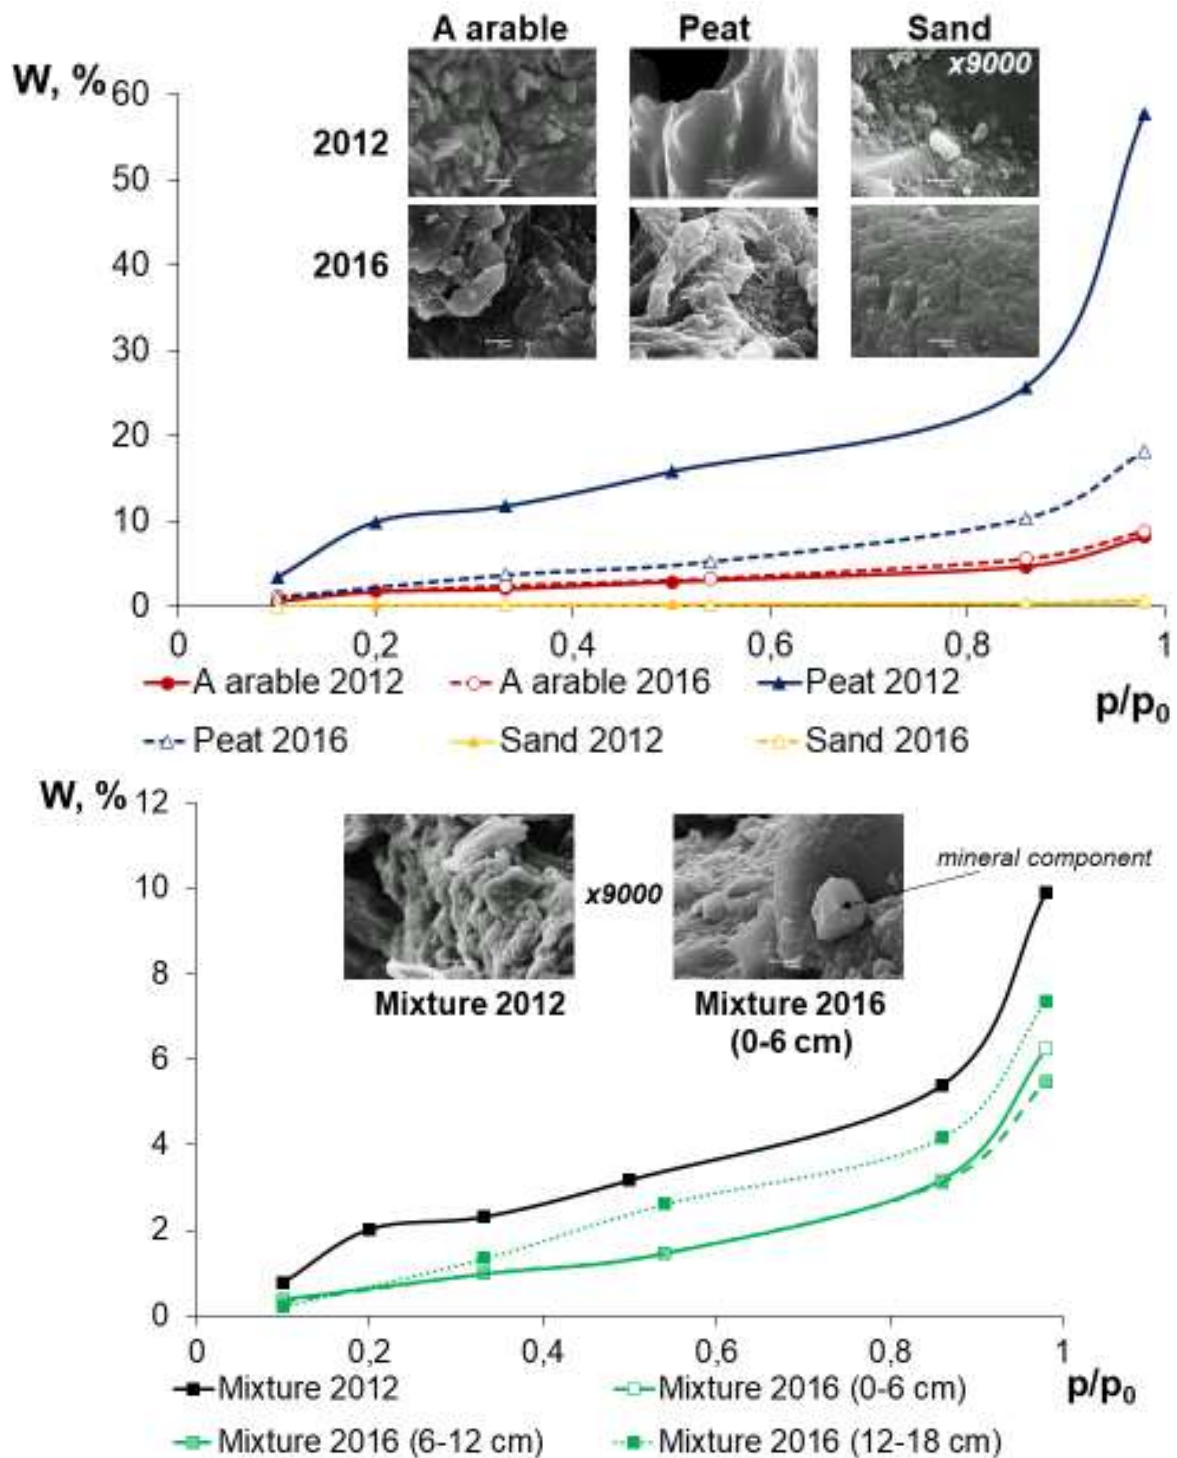 A arable Peat Sand
W, % 60 x9000
2012
50
40 2016
30
20
10
0
0 0,2 0,4 0,6 0,8 1
A arable 2012 A arable 2016 Peat 2012
p/p0
Peat 2016 Sand 2012 Sand 2016
W, % 12
mineral component
10 x9000
8 Mixture 2012 Mixture 2016
(0-6 cm)
6
4
2
0
0 0,2 0,4 0,6 0,8 1
Mixture 2012 Mixture 2016 (0-6 cm) p/p0
Mixture 2016 (6-12 cm) Mixture 2016 (12-18 cm)